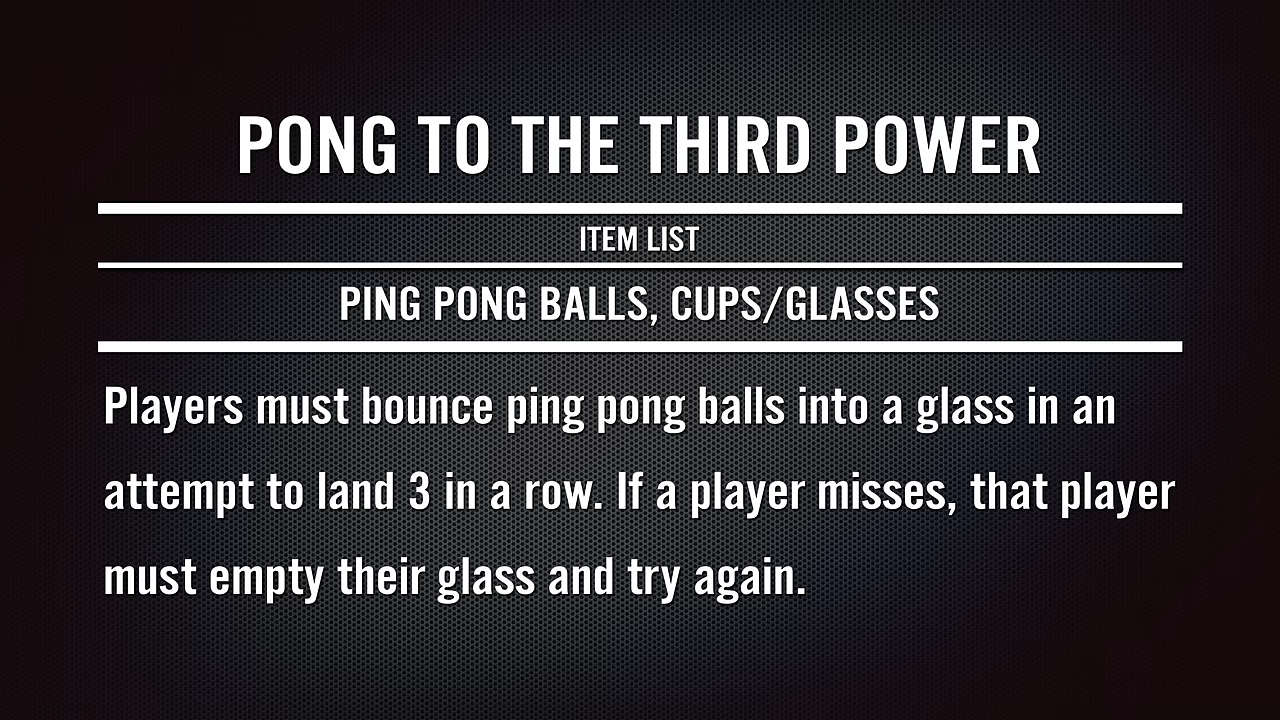 PONG TO THE THIRD POWER
ITEM LIST
PING PONG BALLS, CUPS/GLASSES
Players must bounce ping pong balls into a glass in an
attempt to land 3 in a row. If a player misses, that player
must empty their glass and try again.